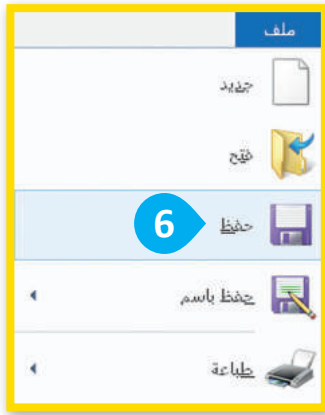 ملف
جديد
فتح
حفظ
6
حفظ باسم
طباعة